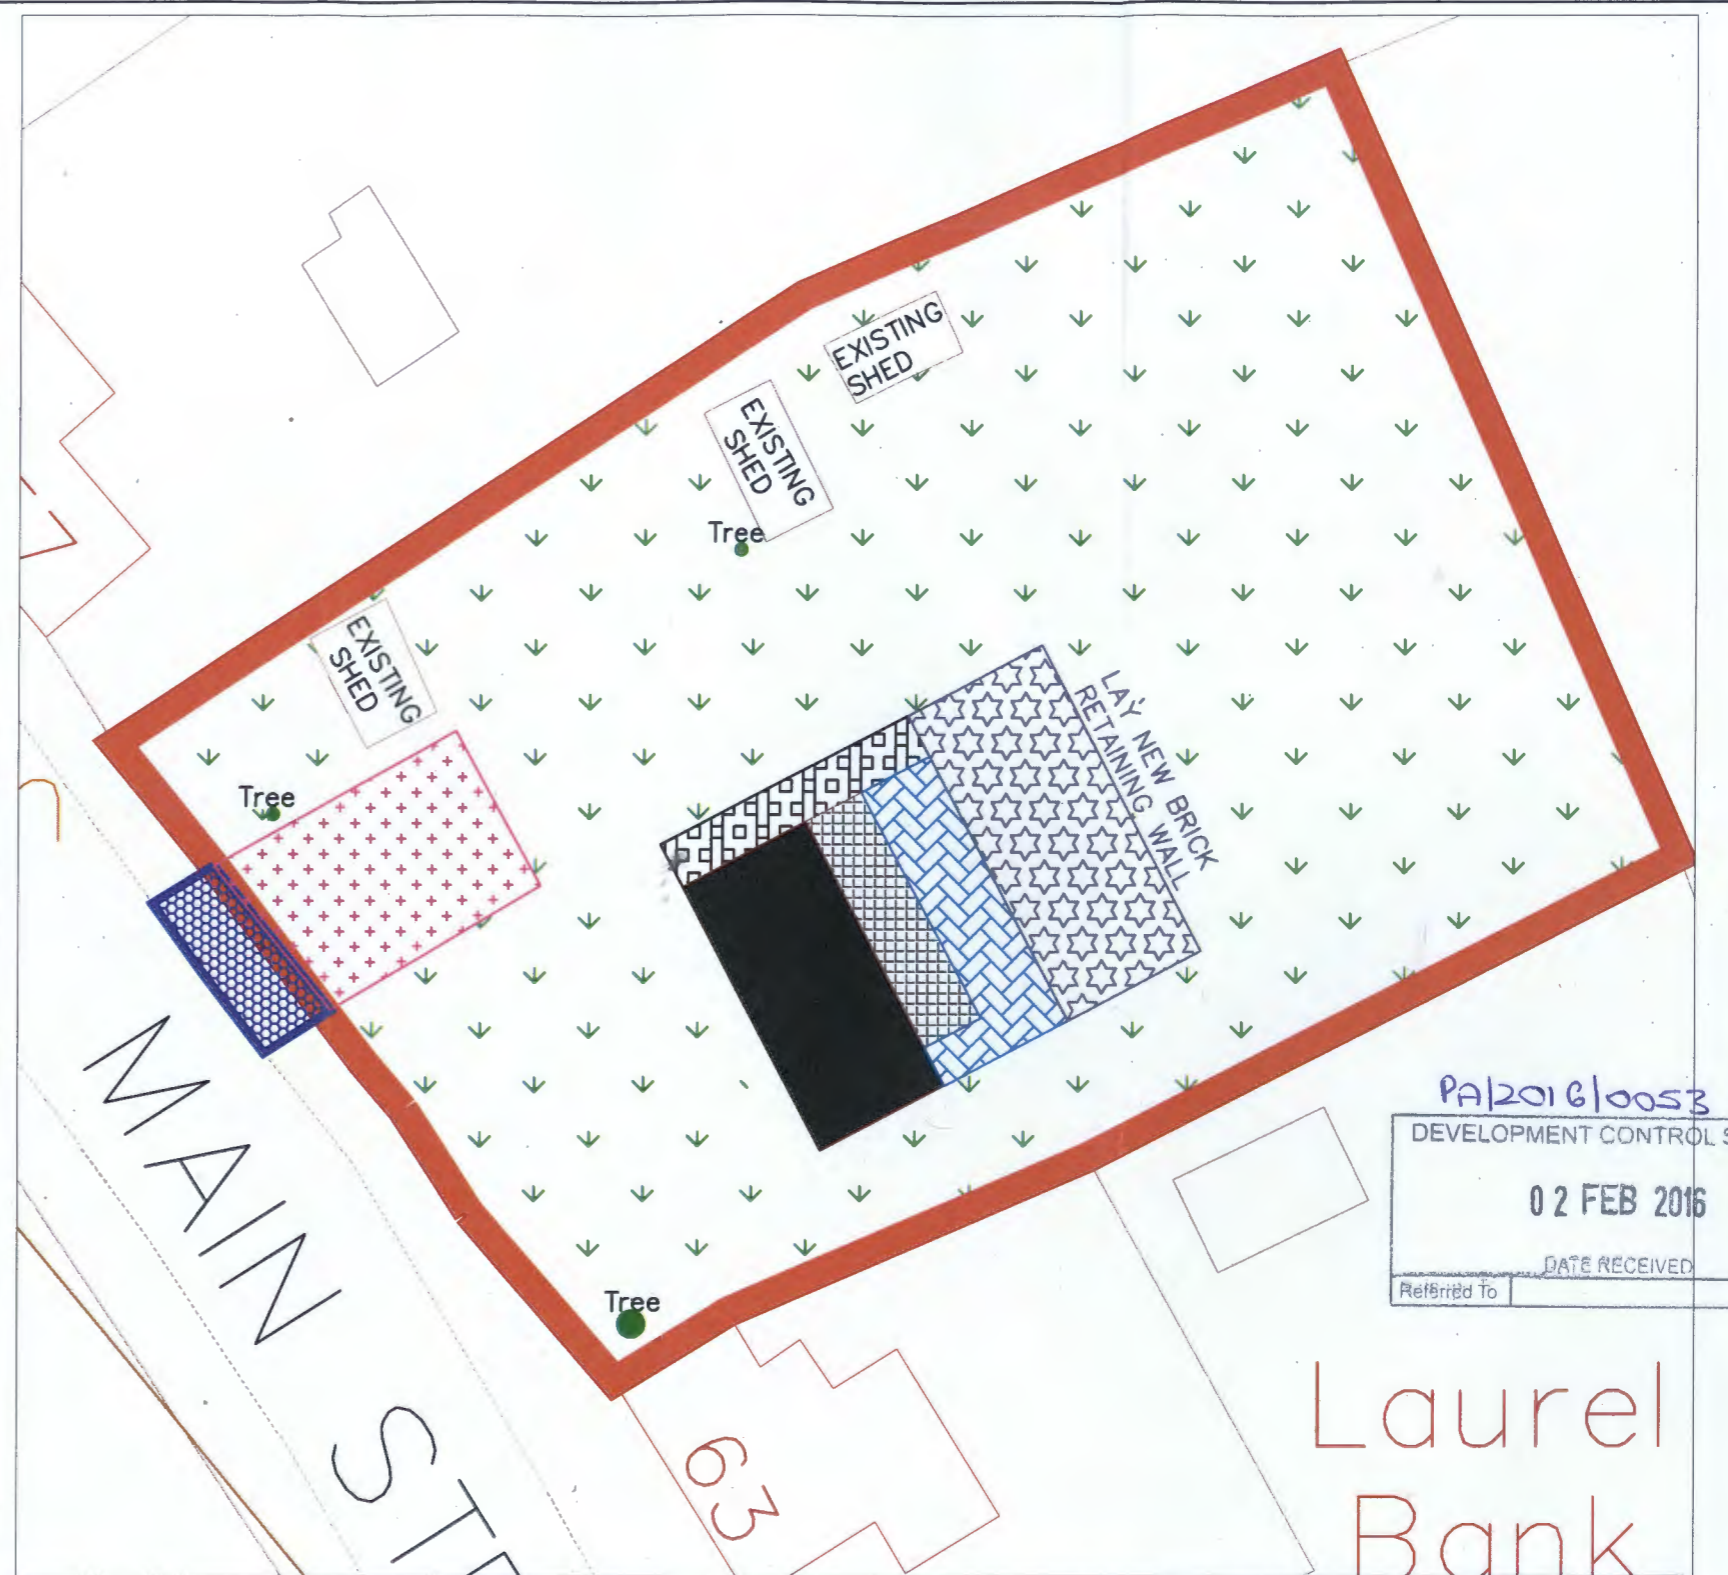 EXISTING
SHED
EXISTING
SHED
Tree
EXISTING
SHED
Tree
LAY NEW BRICK
RETAINING WALL
MAIN
PA/2016/0053
DEVELOPMENT CONTROL S
02 FEB 2016
DATE RECEIVED
Referred To
Tree
63
Laurel
Bank